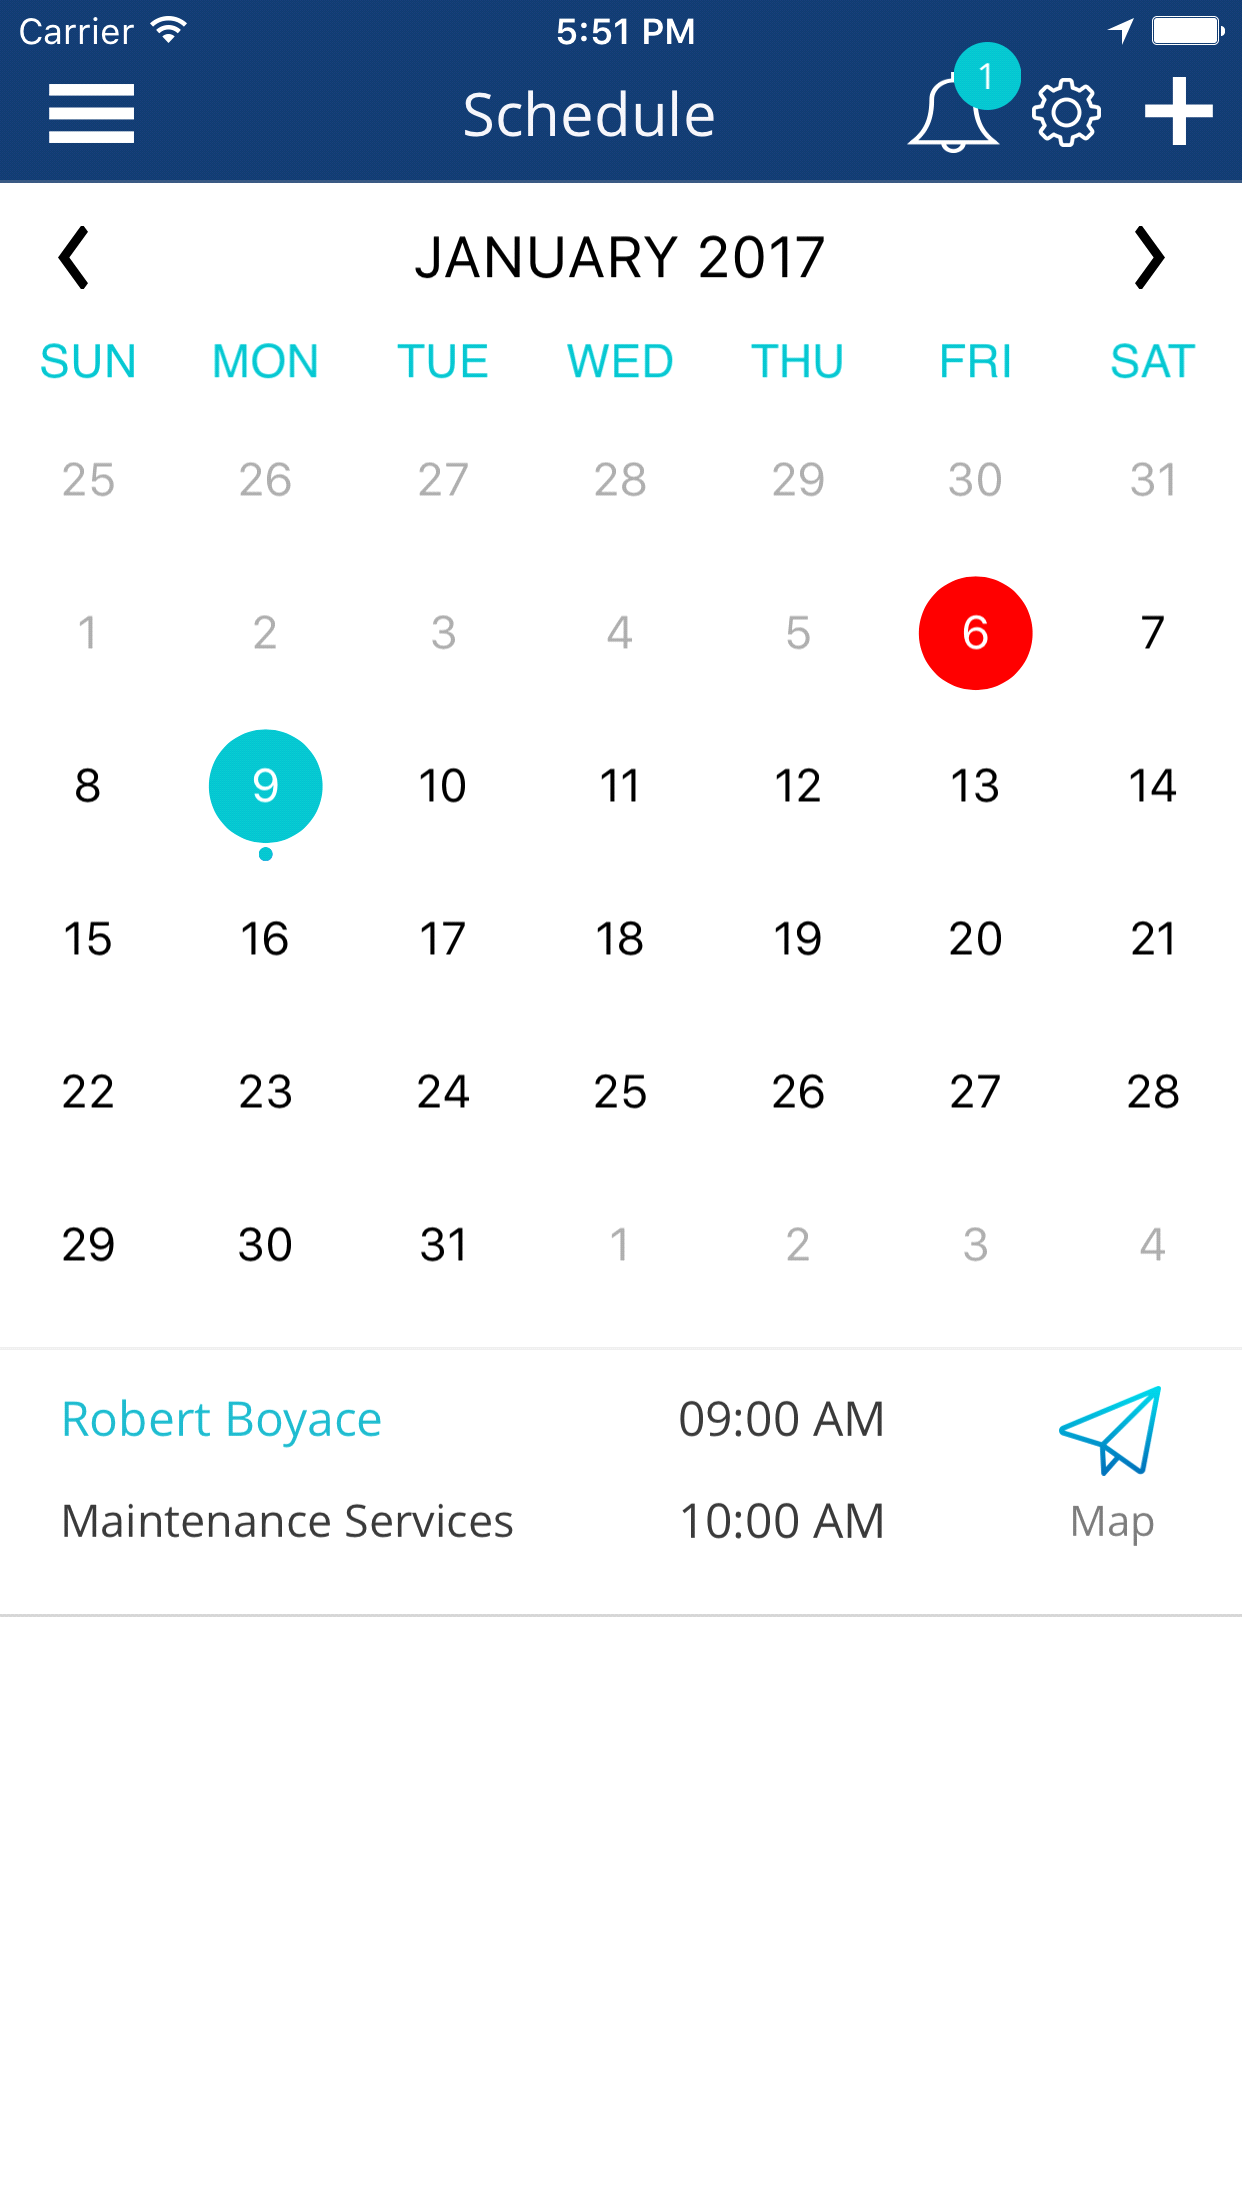 Carrier 5:51 PM
Schedule 1
JANUARY 2017
SUN MON TUE WED THU FRI SAT
25 26 27 28 29 30 31
1 2 3 4 5 6 7
8 9 10 11 12 13 14
15 16 17 18 19 20 21
22 23 24 25 26 27 28
29 30 31 1 2 3 4
Robert Boyace 09:00 AM
Maintenance Services 10:00 AM Map